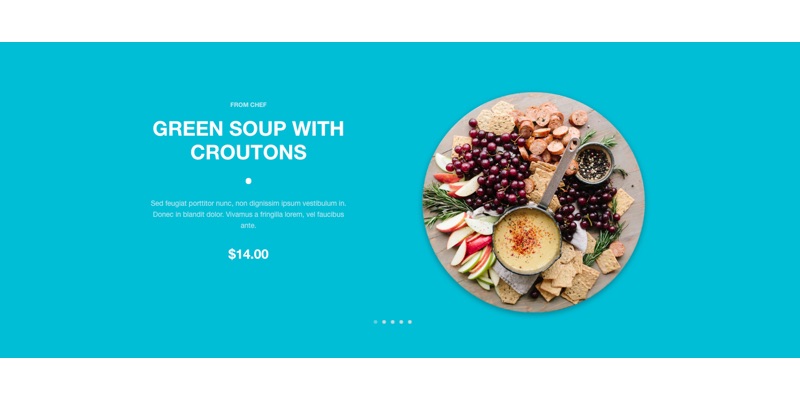 FROM CHEF
GREEN SOUP WITH
CROUTONS
Sed feugiat porttitor nunc, non dignissim ipsum vestibulum in.
Donec in blandit dolor. Vivamus a fringilla lorem, vel faucibus
ante.
$14.00